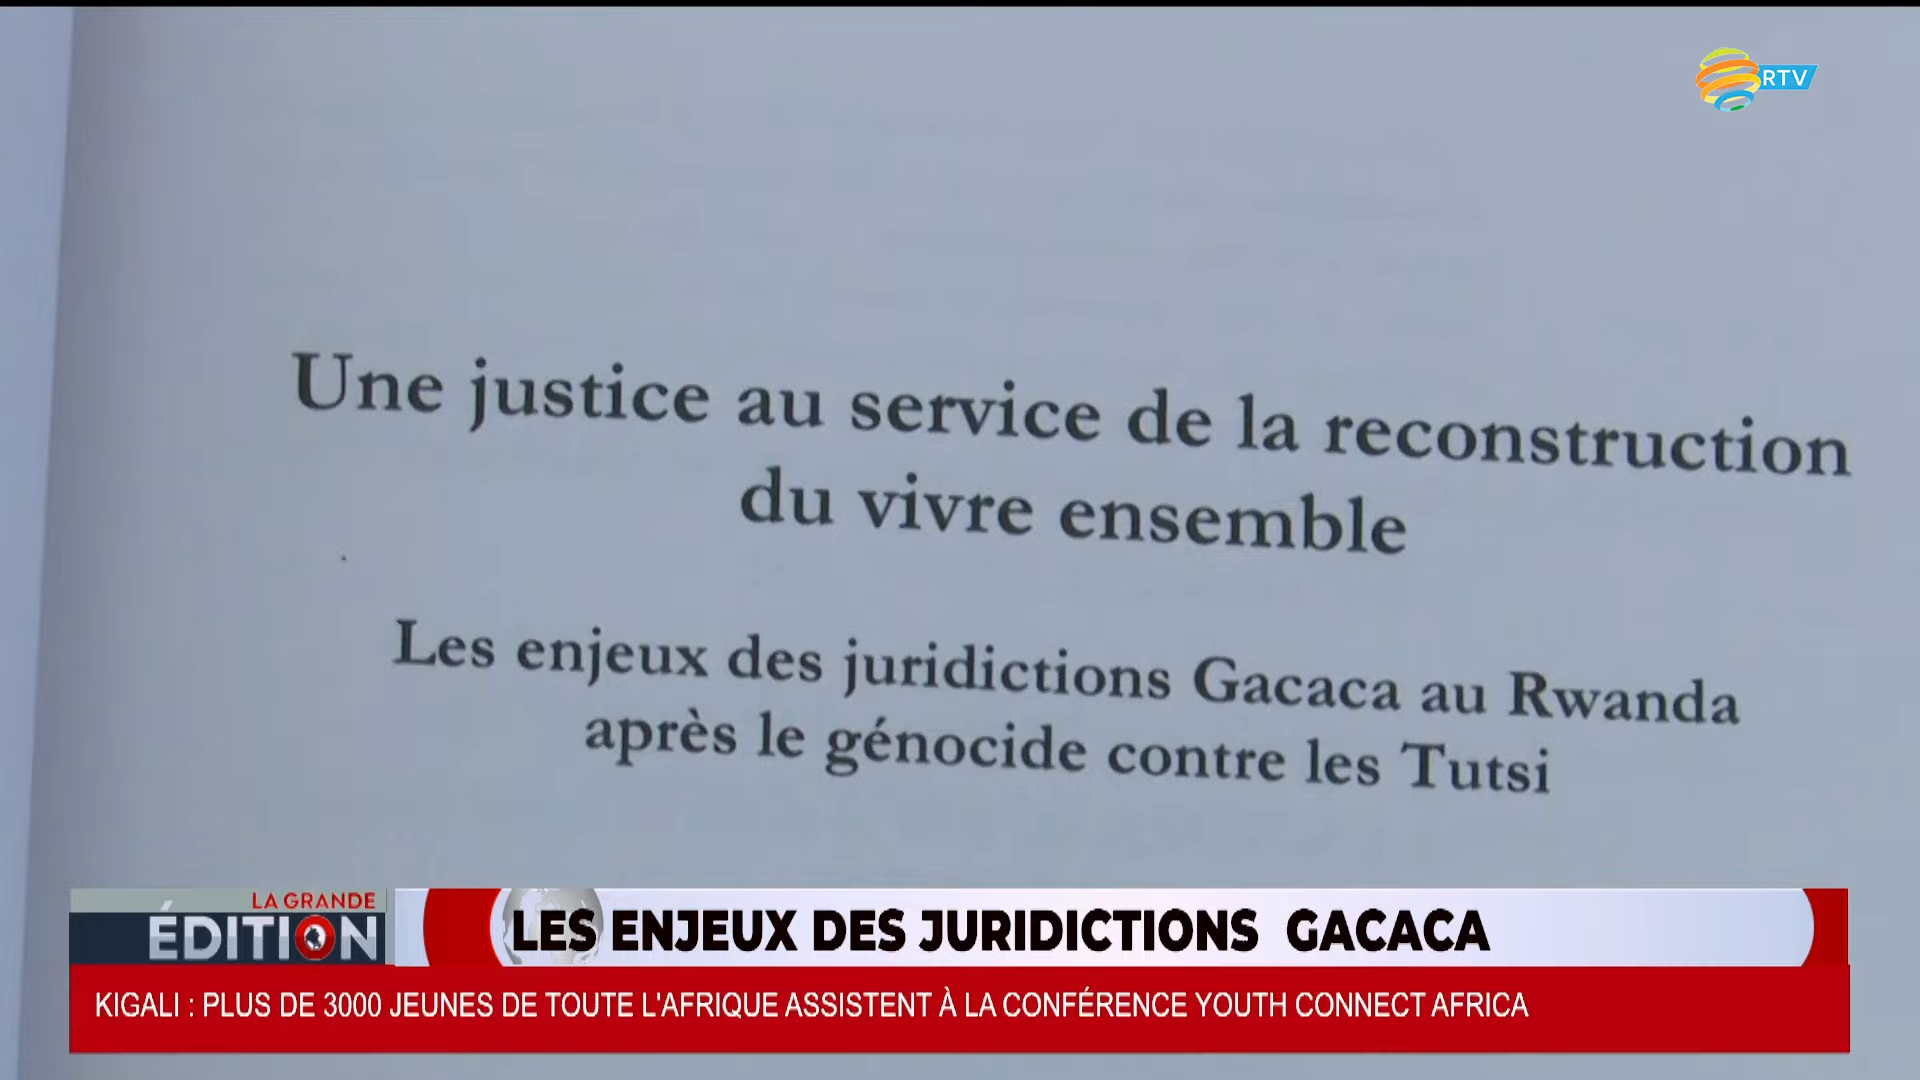 RTV
Une justice au service de la reconstruction
du vivre ensemble
Les enjeux des juridictions Gacaca au Rwanda
après le génocide contre les Tutsi
LA GRANDE
ÉDITION
LES ENJEUX DES JURIDICTIONS GACACA
KIGALI : PLUS DE 3000 JEUNES DE TOUTE L'AFRIQUE ASSISTENT À LA CONFÉRENCE YOUTH CONNECT AFRICA